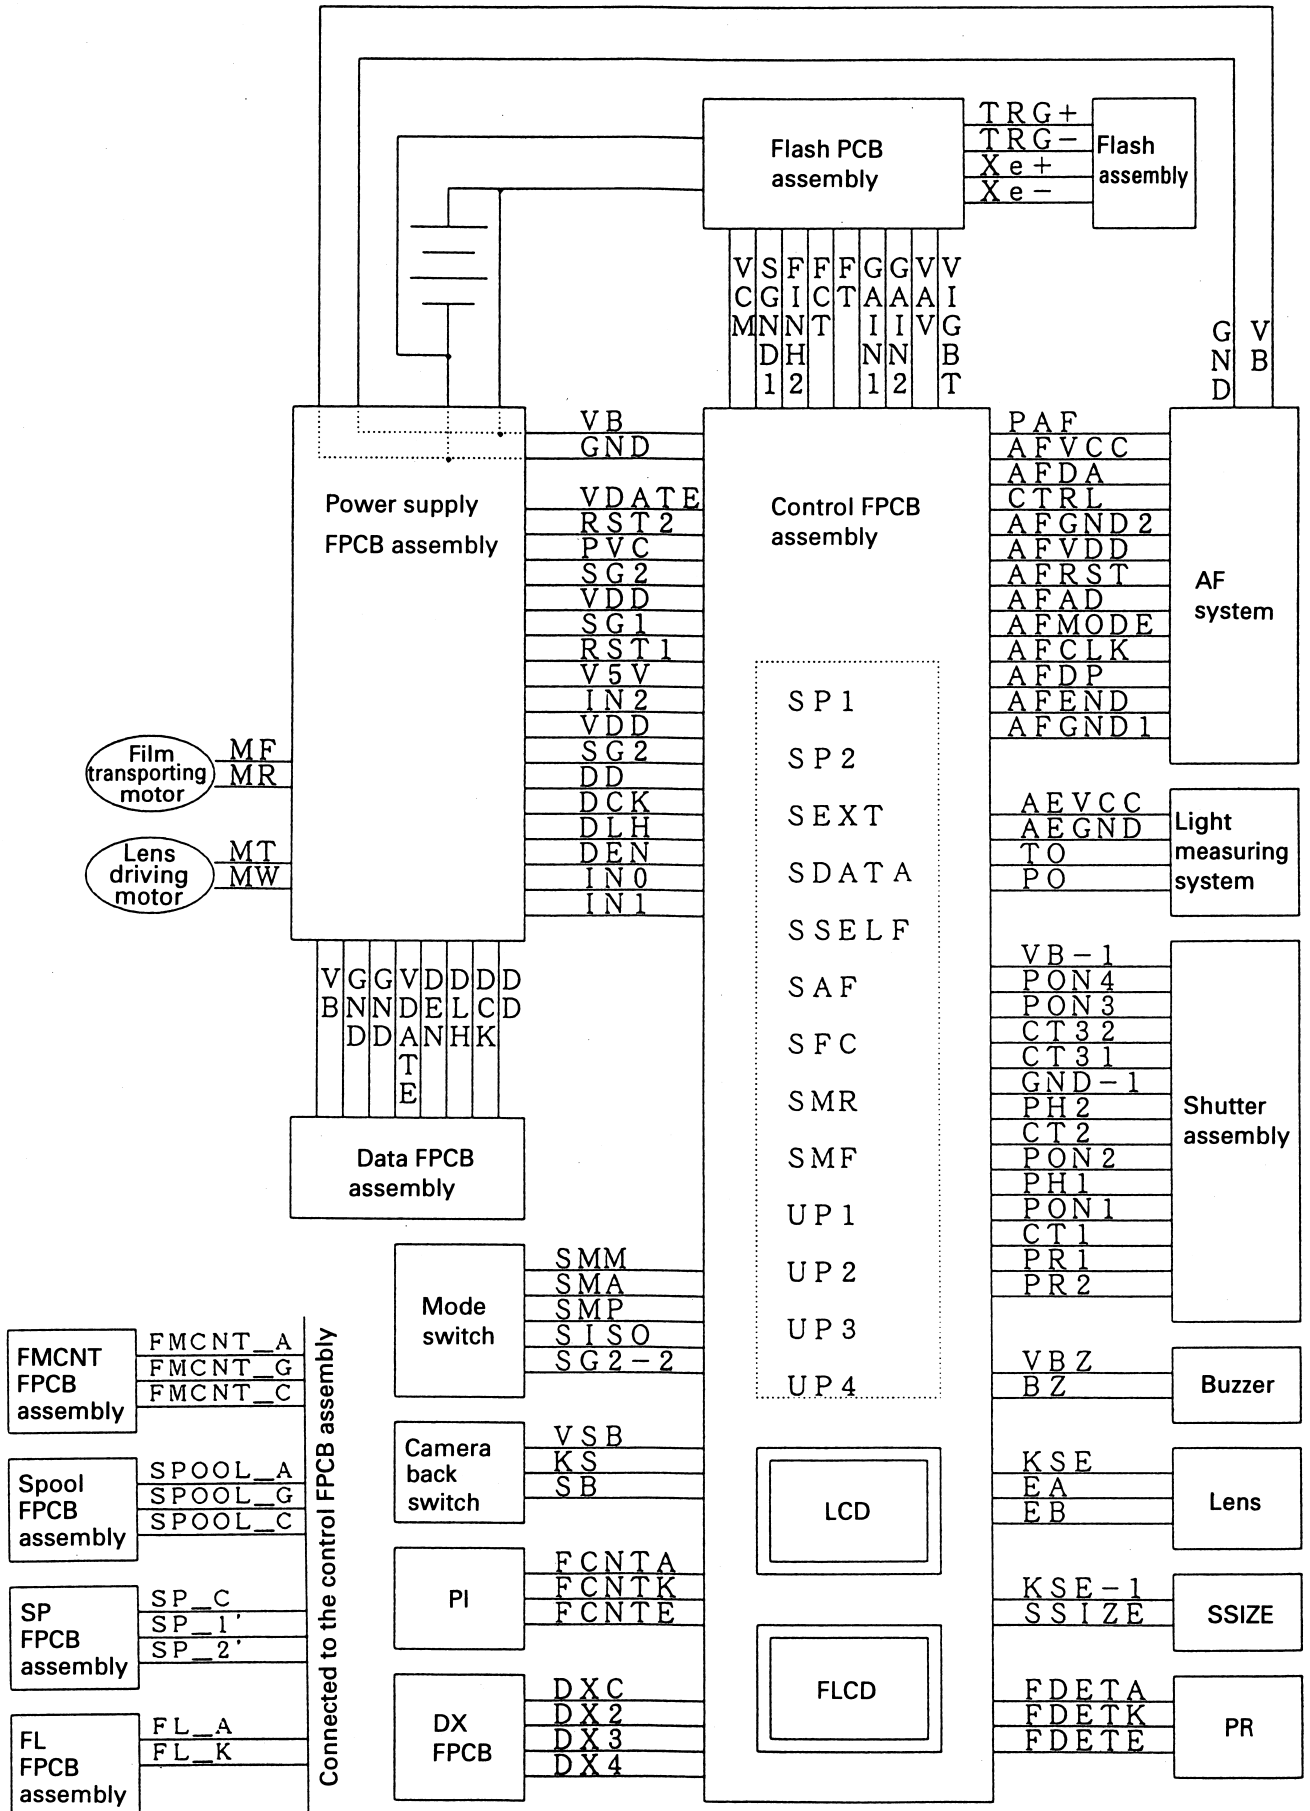 TRG+
TRG−
Xe+
Xe−
Flash PCB
assembly
Flash
assembly
VCM
SGND1
FINH2
FCT
FT
GAIN1
GAIN2
VAV
VIGBT
GND
VB
VB
GND
VDATE
RST2
PVC
SG2
VDD
SG1
RST1
V5V
IN2
VDD
SG2
DD
DCK
DLH
DEN
IN0
IN1
Power supply
FPCB assembly
Control FPCB
assembly
PAF
AFVCC
AFDA
CTRL
AFGND2
AFVDD
AFRST
AFAD
AFMODE
AFCLK
AFDP
AFEND
AFGND1
AF
system
SP1
SP2
SEXT
SDATA
SSELF
SAF
SFC
SMR
SMF
UP1
UP2
UP3
UP4
Film
transporting
motor
MF
MR
Lens
driving
motor
MT
MW
AEVCC
AEGND
TO
PO
Light
measuring
system
VB
GND
GND
VDATE
DEN
DLH
DCK
DD
Data FPCB
assembly
VB−1
PON4
PON3
CT32
CT31
GND−1
PH2
CT2
PON2
PH1
PON1
CT1
PR1
PR2
Shutter
assembly
Mode
switch
SMM
SMA
SMP
SISO
SG2−2
FMCNT
FPCB
assembly
FMCNT_A
FMCNT_G
FMCNT_C
Connected to the control FPCB assembly
VBZ
BZ
Buzzer
Camera
back
switch
VSB
KS
SB
Spool
FPCB
assembly
SPOOL_A
SPOOL_G
SPOOL_C
LCD
KSE
EA
EB
Lens
PI
FCNTA
FCNTK
FCNTE
SP
FPCB
assembly
SP_C
SP_1'
SP_2'
KSE−1
SSIZE
SSIZE
FLCD
DX
FPCB
DXC
DX2
DX3
DX4
FL
FPCB
assembly
FL_A
FL_K
FDETA
FDETK
FDETE
PR